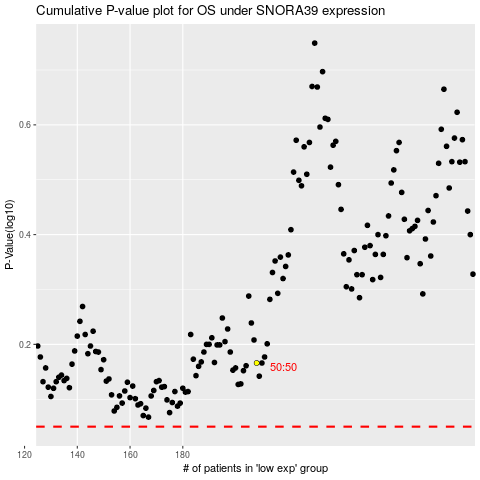 Cumulative P-value plot for OS under SNORA39 expression
P-Value(log10)
0.6
0.4
0.2
50:50
120 140 160 180
# of patients in 'low exp' group